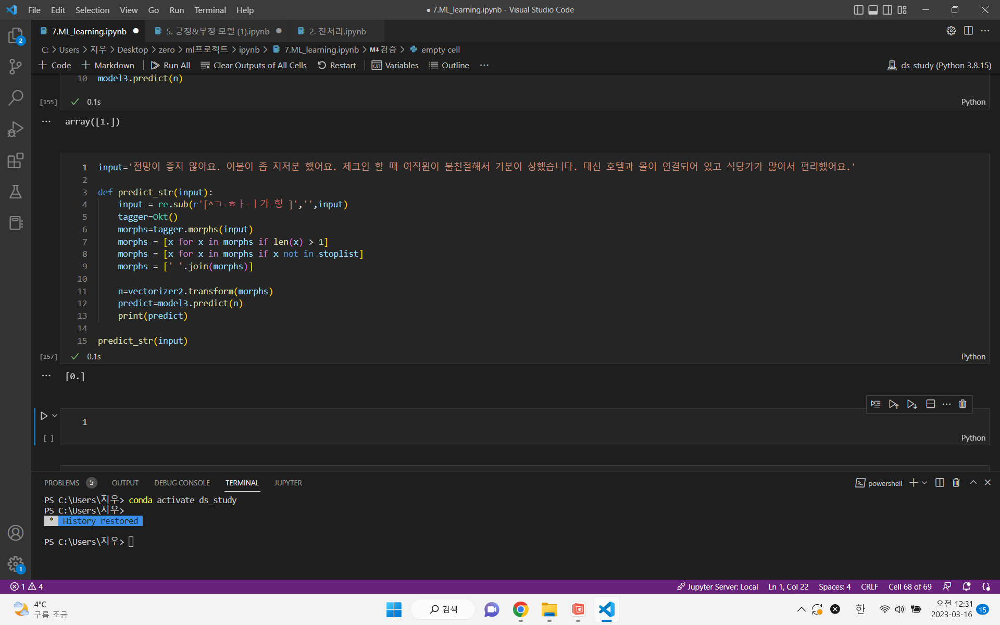 File Edit Selection View Go Run Terminal Help
● 7.ML_learning.ipynb - Visual Studio Code
7.ML_learning.ipynb ●
5. 긍정&부정 모델 (1).ipynb ●
2. 전처리.ipynb
2
C: > Users > 지우 > Desktop > zero > ml프로젝트 > ipynb > 7.ML_learning.ipynb > M↓검증 > empty cell
+ Code + Markdown | Run All Clear Outputs of All Cells Restart | Variables Outline ···
ds_study (Python 3.8.15)
10 model3.predict(n)
[155] ✓ 0.1s Python
··· array([1.])
1 input='전망이 좋지 않아요. 이불이 좀 지저분 했어요. 체크인 할 때 여직원이 불친절해서 기분이 상했습니다. 대신 호텔과 몰이 연결되어 있고 식당가가 많아서 편리했어요.'
2
3 def predict_str(input):
4 input = re.sub(r'[^ㄱ-ㅎㅏ-ㅣ가-힣 ]','',input)
5 tagger=Okt()
6 morphs=tagger.morphs(input)
7 morphs = [x for x in morphs if len(x) > 1]
8 morphs = [x for x in morphs if x not in stoplist]
9 morphs = [' '.join(morphs)]
10
11 n=vectorizer2.transform(morphs)
12 predict=model3.predict(n)
13 print(predict)
14
15 predict_str(input)
[157] ✓ 0.1s Python
··· [0.]
1
[ ] Python
PROBLEMS 5 OUTPUT DEBUG CONSOLE TERMINAL JUPYTER
powershell
PS C:\Users\지우> conda activate ds_study
PS C:\Users\지우>
* History restored
PS C:\Users\지우>
1
1 4
Jupyter Server: Local Ln 1, Col 22 Spaces: 4 CRLF Cell 68 of 69
4°C
구름 조금
검색
한
오전 12:31
2023-03-16
15